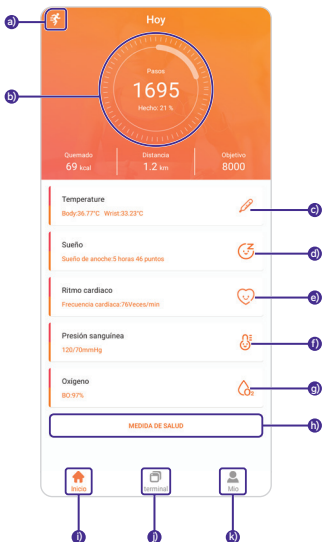 a)
Hoy
b)
Pasos
1695
Hecho: 21 %
Quemado
Distancia
Objetivo
69 kcal
1.2 km
8000
Temperature
Body:36.77°C Wrist:33.23°C
c)
Sueño
Sueño de anoche:5 horas 46 puntos
d)
Z
Ritmo cardiaco
Frecuencia cardiaca:76Veces/min
e)
Presión sanguínea
120/70mmHg
f)
Oxígeno
BO:97%
O2
g)
MEDIDA DE SALUD
h)
Inicio
terminal
Mio
i)
j)
k)